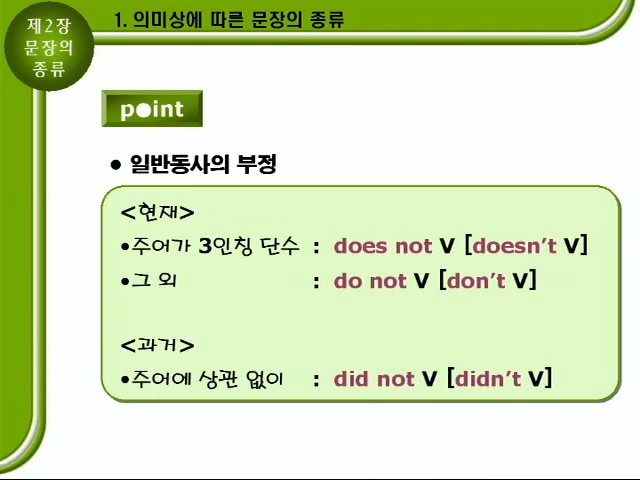 제2장
문장의
종류
1. 의미상에 따른 문장의 종류
point
● 일반동사의 부정
<현재>
●주어가 3인칭 단수 : does not V [doesn't V]
●그 외 : do not V [don't V]
<과거>
●주어에 상관 없이 : did not V [didn't V]